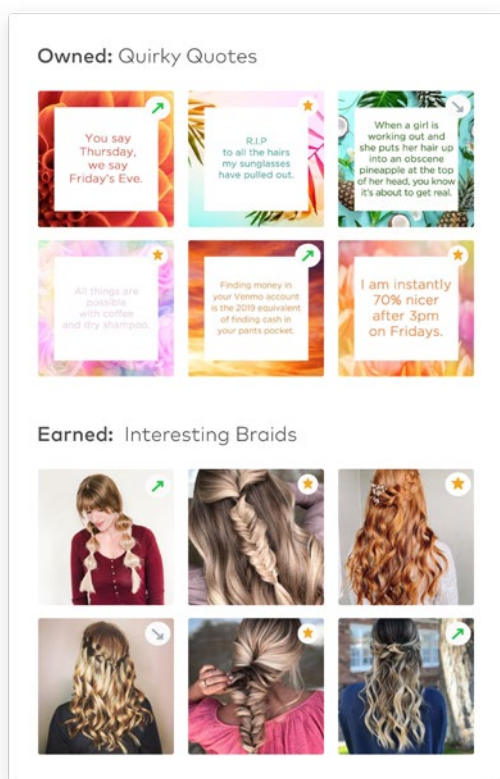 Owned: Quirky Quotes
You say
Thursday,
we say
Friday's Eve.
R.I.P
to all the hairs
my sunglasses
have pulled out.
When a girl is
working out and
she puts her hair up
into an obscene
pineapple at the top
of her head, you know
it's about to get real.
All things are
possible
with coffee
and dry shampoo.
Finding money in
your Venmo account
is the 2019 equivalent
of finding cash in
your pants pocket.
I am instantly
70% nicer
after 3pm
on Fridays.
Earned: Interesting Braids